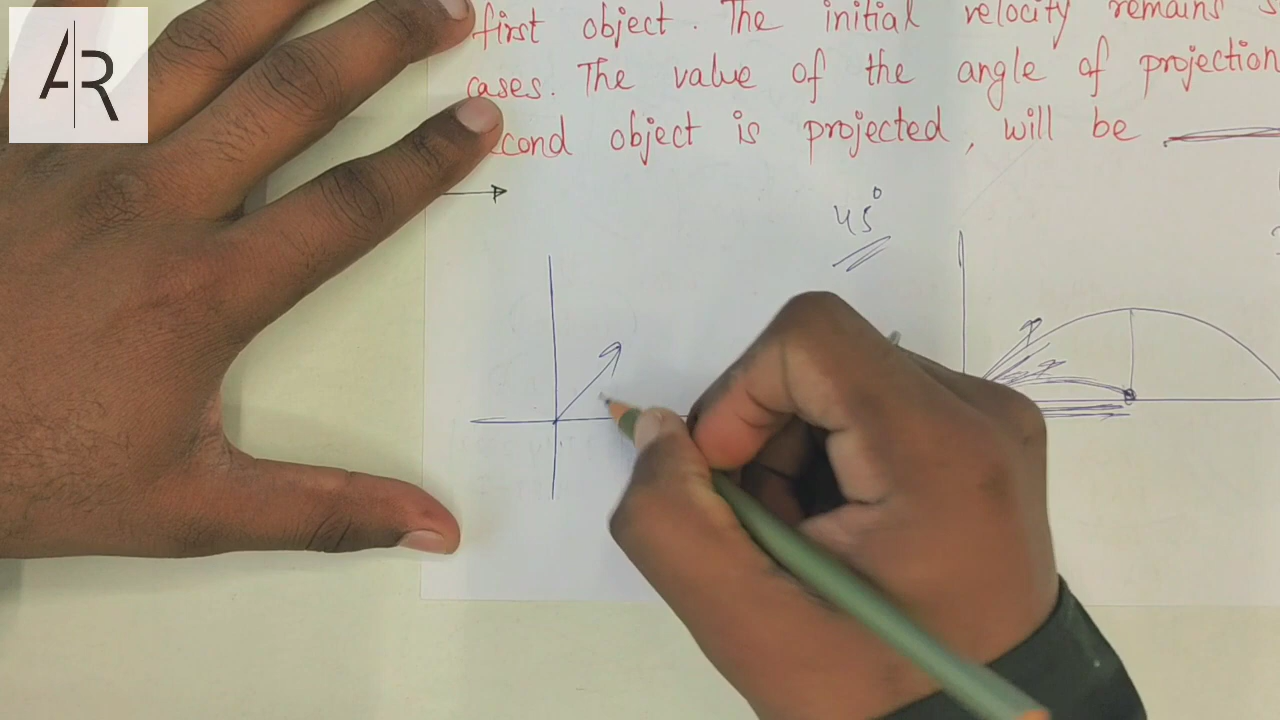 AR
first object. The initial velocity remains
cases. The value of the angle of projection
object is projected, will be
45°